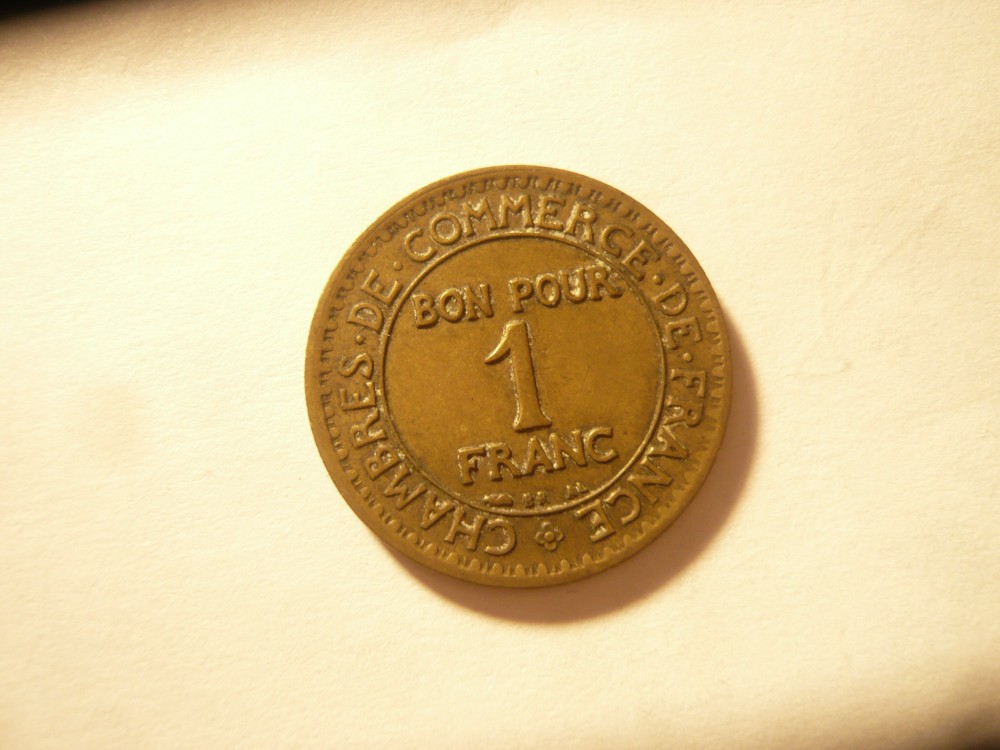 CHAMBRES · DE · COMMERCE · DE · FRANCE
BON POUR
1
FRANC